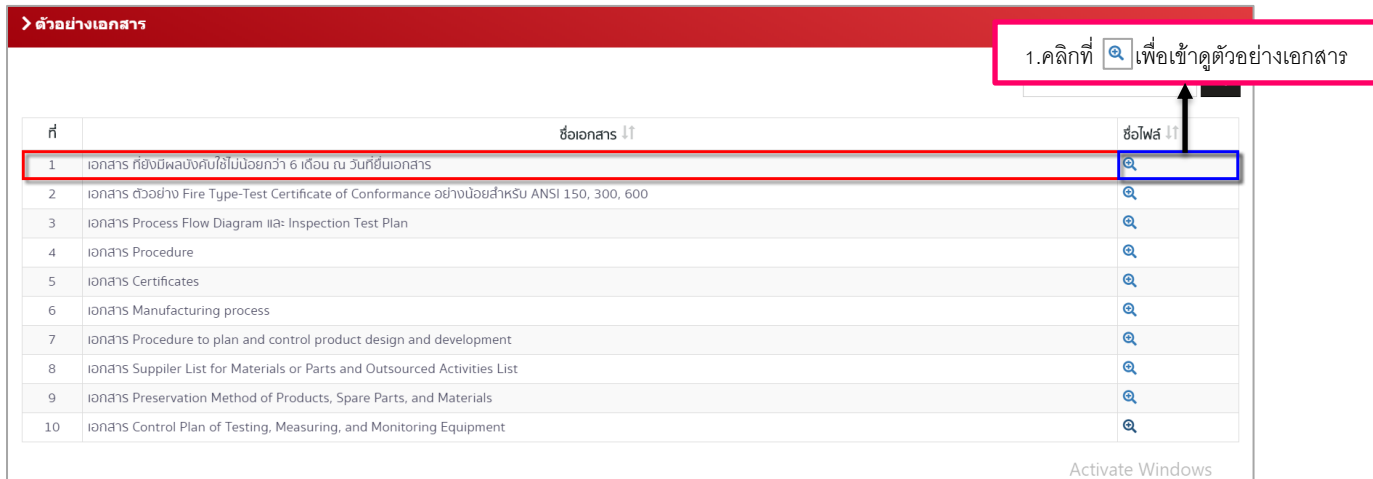 ตัวอย่างเอกสาร
1.คลิกที่ เพื่อเข้าดูตัวอย่างเอกสาร
ที่ ชื่อเอกสาร ชื่อไฟล์
1 เอกสาร ที่ยังมีผลบังคับใช้ไม่น้อยกว่า 6 เดือน ณ วันที่ยื่นเอกสาร
2 เอกสาร ตัวอย่าง Fire Type-Test Certificate of Conformance อย่างน้อยสำหรับ ANSI 150, 300, 600
3 เอกสาร Process Flow Diagram และ Inspection Test Plan
4 เอกสาร Procedure
5 เอกสาร Certificates
6 เอกสาร Manufacturing process
7 เอกสาร Procedure to plan and control product design and development
8 เอกสาร Suppiler List for Materials or Parts and Outsourced Activities List
9 เอกสาร Preservation Method of Products, Spare Parts, and Materials
10 เอกสาร Control Plan of Testing, Measuring, and Monitoring Equipment
Activate Windows